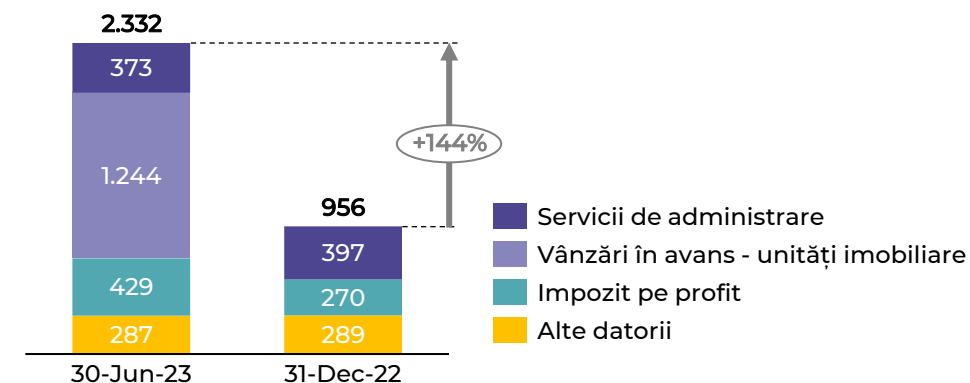 2.332
373
1.244
429
287
30-Jun-23
+144%
956
397
270
289
31-Dec-22
Servicii de administrare
Vânzări în avans - unități imobiliare
Impozit pe profit
Alte datorii